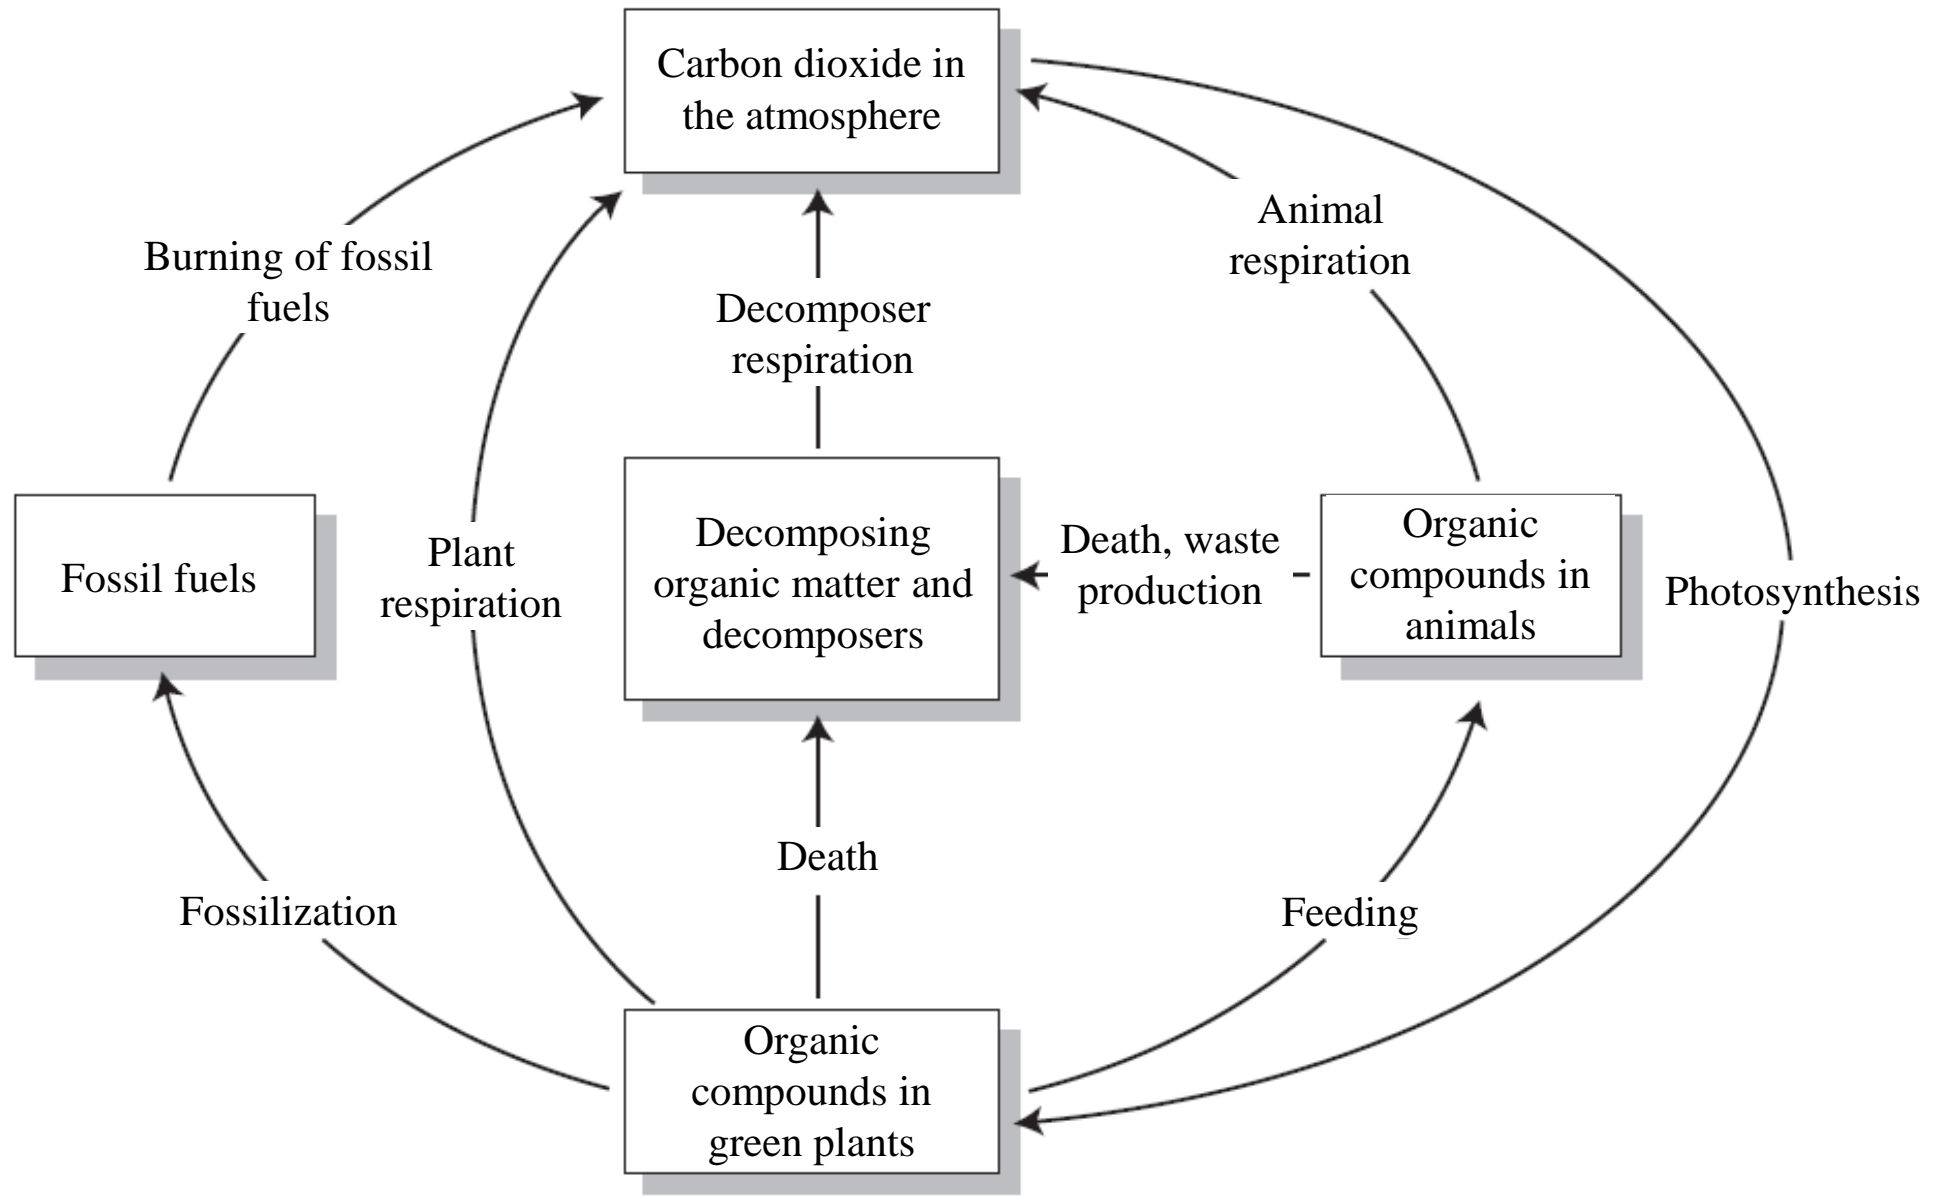 Carbon dioxide in
the atmosphere
Burning of fossil
fuels
Animal
respiration
Decomposer
respiration
Fossil fuels
Plant
respiration
Decomposing
organic matter and
decomposers
Death, waste
production
Organic
compounds in
animals
Photosynthesis
Death
Fossilization
Feeding
Organic
compounds in
green plants